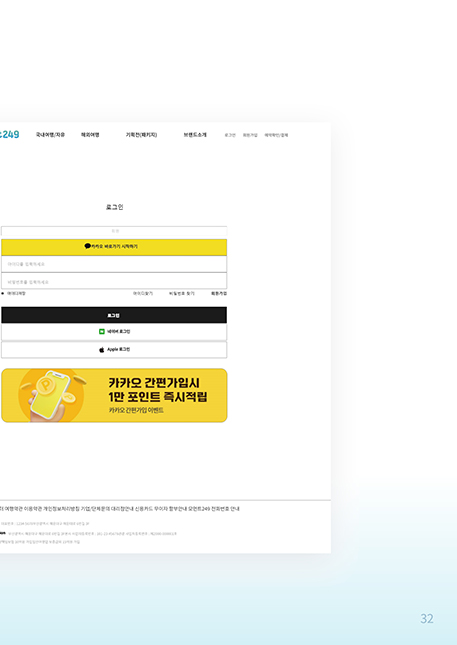 249 국내여행/자유 해외여행 기획전(패키지) 브랜드소개 로그인 회원가입 예약확인/결제
로그인
카카오 바로가기 시작하기
아이디를 입력하세요
비밀번호를 입력하세요
아이디저장 아이디찾기 비밀번호 찾기 회원가입
로그인
네이버 로그인
Apple 로그인
카카오 간편가입시
1만 포인트 즉시적립
카카오 간편가입 이벤트
여행약관 이용약관 개인정보처리방침 기업/단체문의 대리점안내 신용카드 무이자 할부안내 모먼트249 전화번호 안내
32